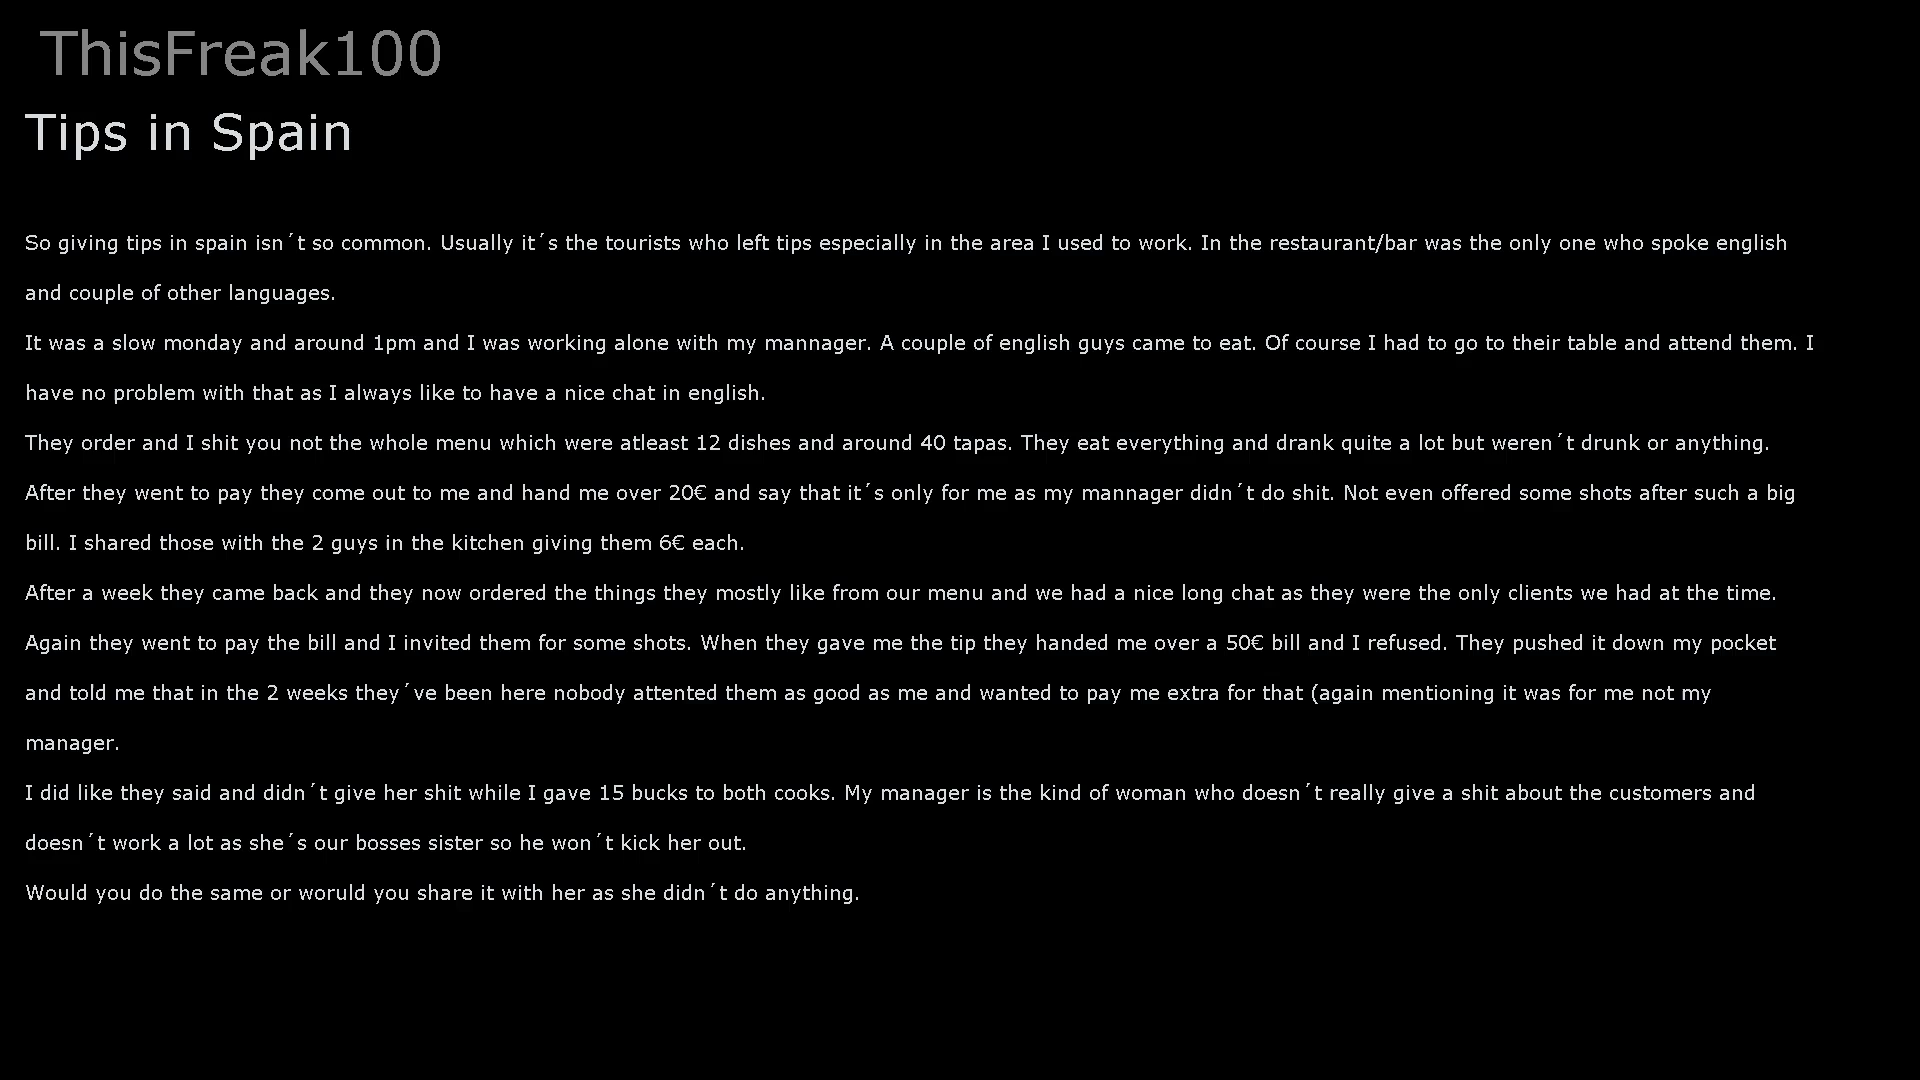 ThisFreak100
Tips in Spain
So giving tips in spain isn´t so common. Usually it´s the tourists who left tips especially in the area I used to work. In the restaurant/bar was the only one who spoke english
and couple of other languages.
It was a slow monday and around 1pm and I was working alone with my mannager. A couple of english guys came to eat. Of course I had to go to their table and attend them. I
have no problem with that as I always like to have a nice chat in english.
They order and I shit you not the whole menu which were atleast 12 dishes and around 40 tapas. They eat everything and drank quite a lot but weren´t drunk or anything.
After they went to pay they come out to me and hand me over 20€ and say that it´s only for me as my mannager didn´t do shit. Not even offered some shots after such a big
bill. I shared those with the 2 guys in the kitchen giving them 6€ each.
After a week they came back and they now ordered the things they mostly like from our menu and we had a nice long chat as they were the only clients we had at the time.
Again they went to pay the bill and I invited them for some shots. When they gave me the tip they handed me over a 50€ bill and I refused. They pushed it down my pocket
and told me that in the 2 weeks they´ve been here nobody attented them as good as me and wanted to pay me extra for that (again mentioning it was for me not my
manager.
I did like they said and didn´t give her shit while I gave 15 bucks to both cooks. My manager is the kind of woman who doesn´t really give a shit about the customers and
doesn´t work a lot as she´s our bosses sister so he won´t kick her out.
Would you do the same or woruld you share it with her as she didn´t do anything.